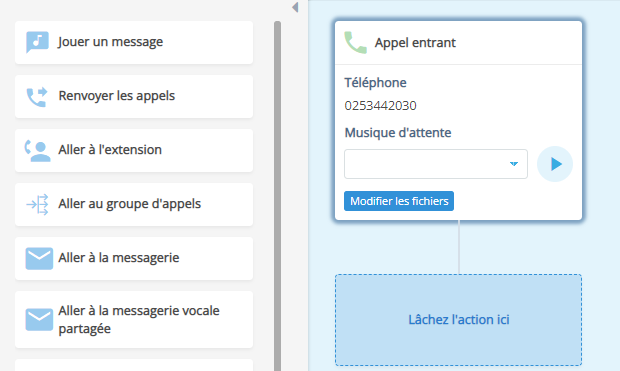 Jouer un message
Renvoyer les appels
Aller à l'extension
Aller au groupe d'appels
Aller à la messagerie
Aller à la messagerie vocale
partagée
Appel entrant
Téléphone
0253442030
Musique d'attente
Modifier les fichiers
Lâchez l'action ici